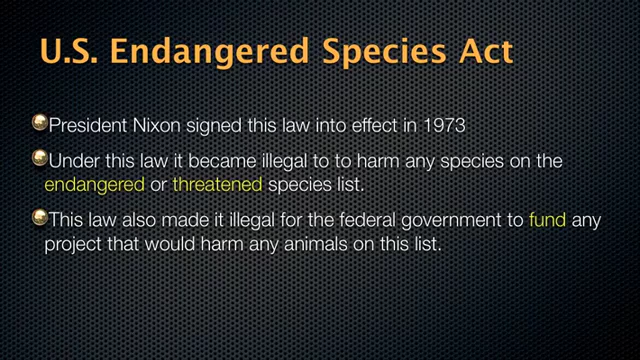 U.S. Endangered Species Act
President Nixon signed this law into effect in 1973
Under this law it became illegal to to harm any species on the
endangered or threatened species list.
This law also made it illegal for the federal government to fund any
project that would harm any animals on this list.